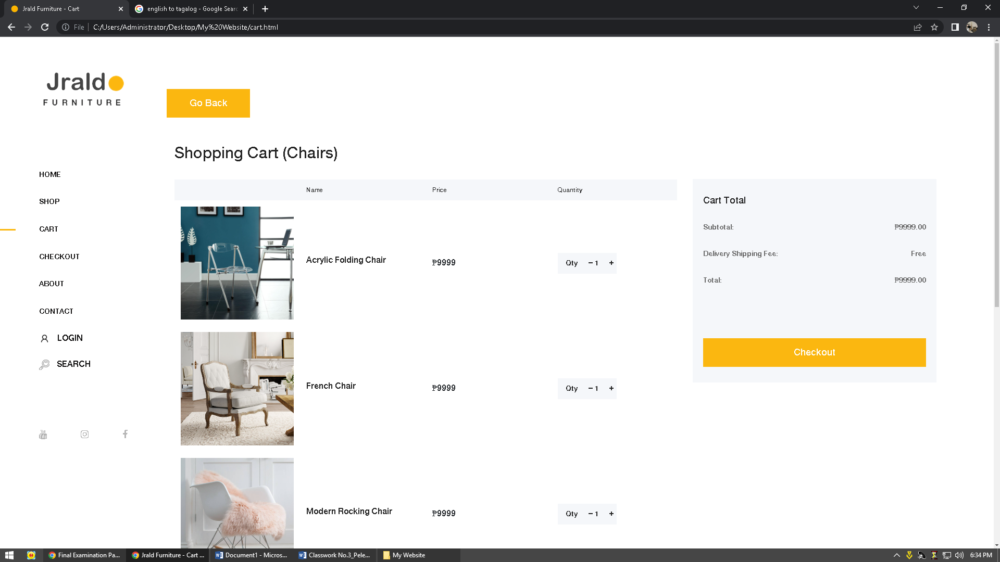 Jrald Furniture - Cart
english to tagalog - Google Searc
File
C:/Users/Administrator/Desktop/My%20Website/cart.html
Jrald
FURNITURE
Go Back
Shopping Cart (Chairs)
HOME
SHOP
CART
CHECKOUT
ABOUT
CONTACT
LOGIN
SEARCH
You
Tube
Name Price Quantity
Acrylic Folding Chair ₱9999 Qty − 1 +
French Chair ₱9999 Qty − 1 +
Modern Rocking Chair ₱9999 Qty − 1 +
Cart Total
Subtotal: ₱9999.00
Delivery Shipping Fee: Free
Total: ₱9999.00
Checkout
Final Examination Pa...
Jrald Furniture - Cart ...
Document1 - Micros...
Classwork No.3_Pele...
My Website
6:34 PM